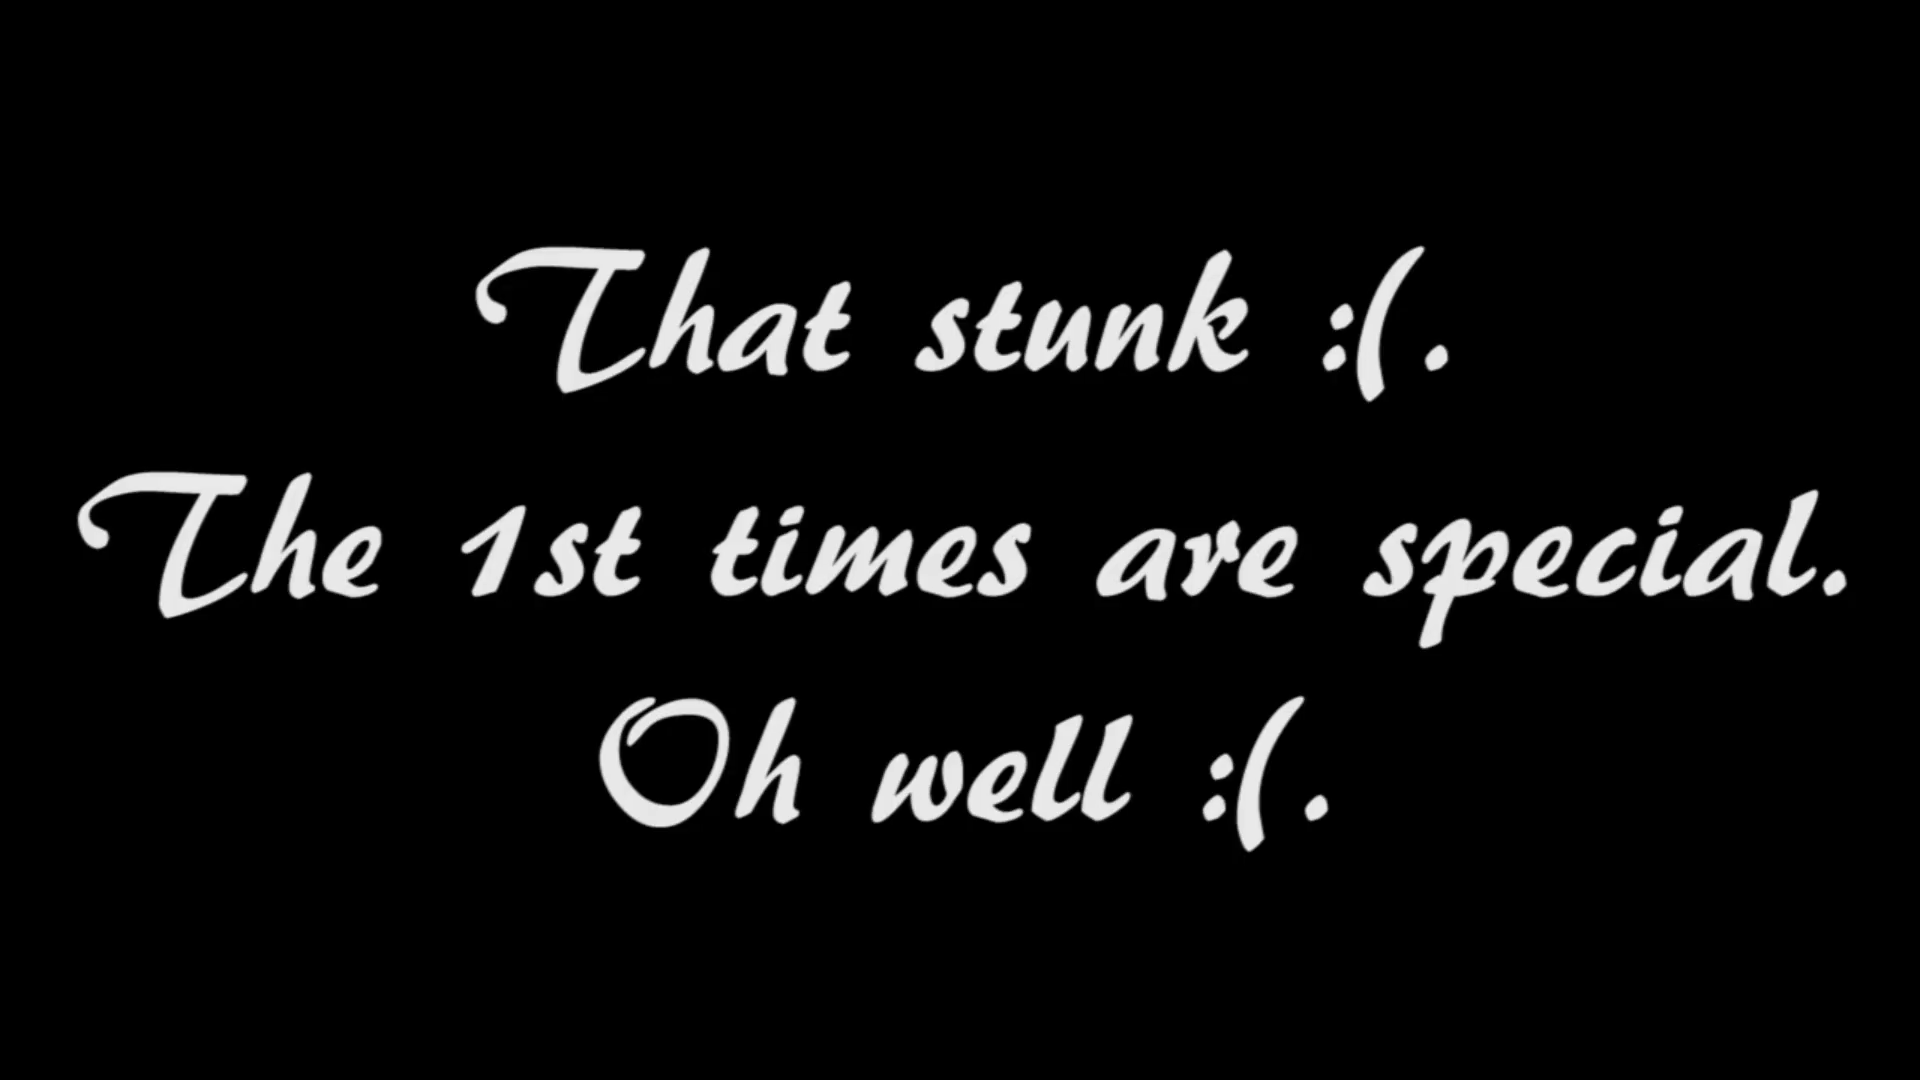 That stunk :(.
The 1st times are special.
Oh well :(.